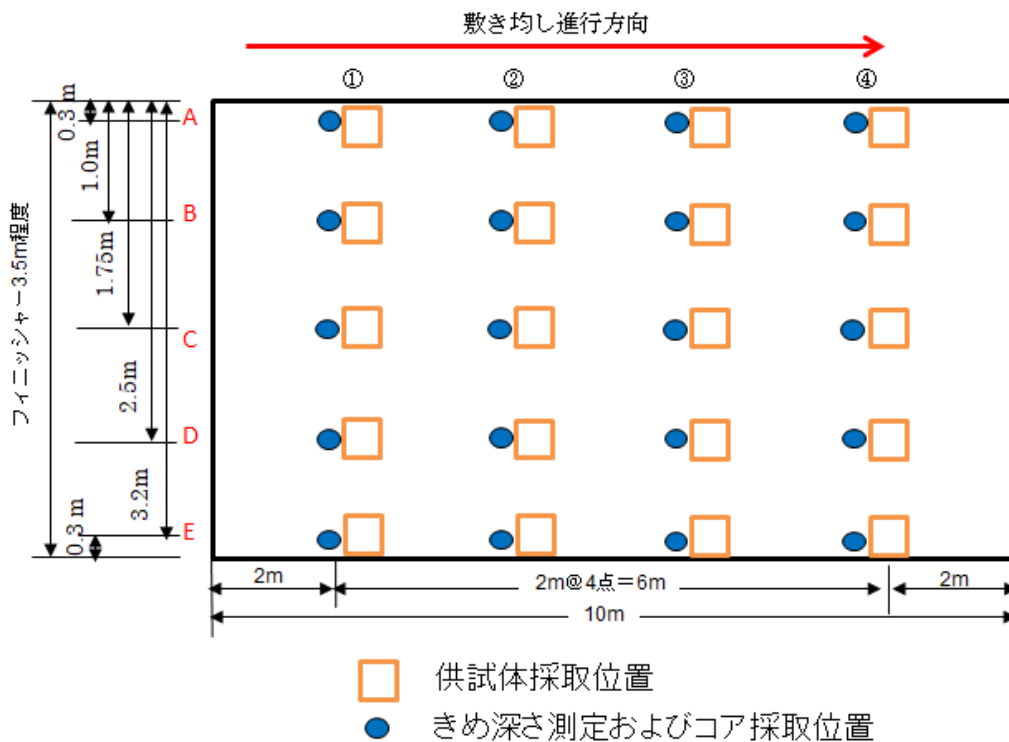 敷き均し進行方向
① ② ③ ④
0.3 m
A
1.0m
B
1.75m
フィニッシャー3.5m程度
C
2.5m
D
3.2m
E
0.3 m
2m 2m@4点=6m 2m
10m
供試体採取位置
きめ深さ測定およびコア採取位置